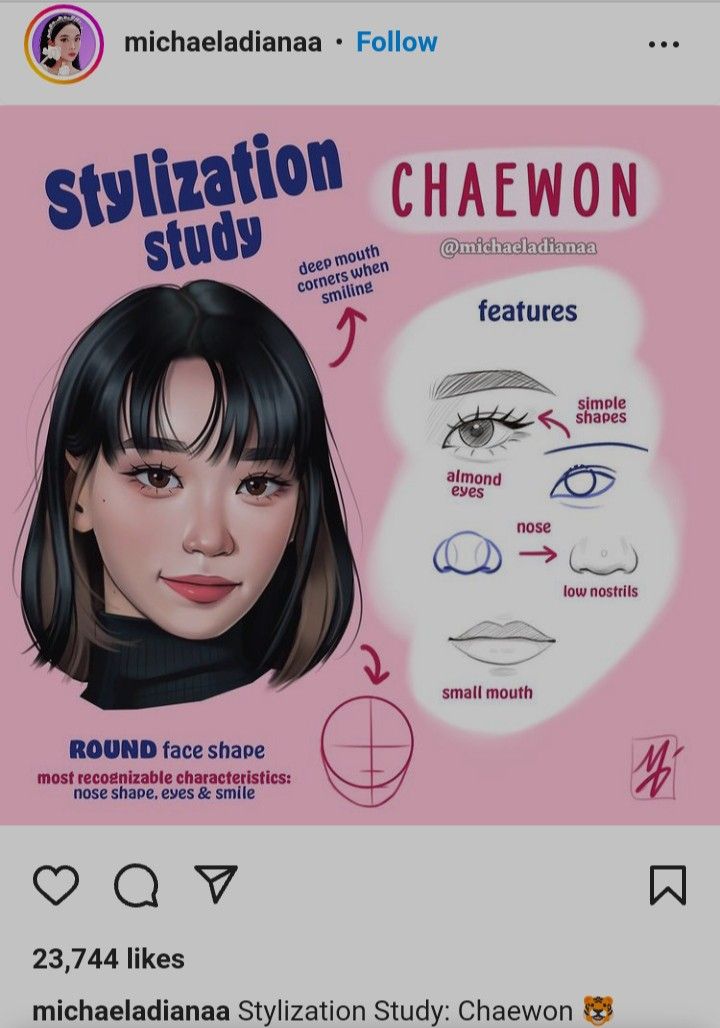 michaeladianaa • Follow
Stylization
study
CHAEWON
@michaeladianaa
deep mouth
corners when
smiling
features
simple
shapes
almond
eyes
nose
low nostrils
small mouth
ROUND face shape
most recognizable characteristics:
nose shape, eyes & smile
23,744 likes
michaeladianaa Stylization Study: Chaewon 🐯